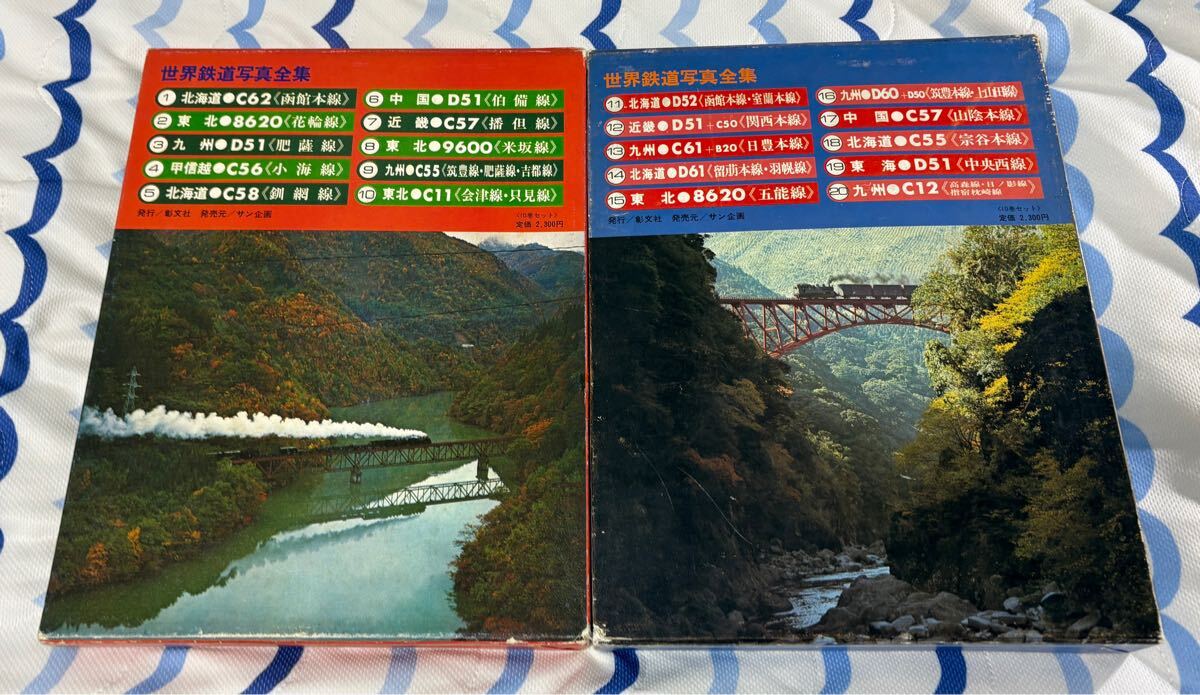 世界鉄道写真全集
1 北海道●C62《函館本線》
2 東北●8620《花輪線》
3 九州●D51《肥薩線》
4 甲信越●C56《小海線》
5 北海道●C58《釧網線》
6 中国●D51《伯備線》
7 近畿●C57《播但線》
8 東北●9600《米坂線》
9 九州●C55《筑豊線・肥薩線・吉都線》
10 東北●C11《会津線・只見線》
発行/彰文社 発売元/サン企画
《10巻セット》
定価 2,300円
世界鉄道写真全集
11 北海道●D52《函館本線・室蘭本線》
12 近畿●D51+C50《関西本線》
13 九州●C61+B20《日豊本線》
14 北海道●D61《留萠本線・羽幌線》
15 東北●8620《五能線》
16 九州●D60+D50《筑豊本線・上山田線》
17 中国●C57《山陰本線》
18 北海道●C55《宗谷本線》
19 東海●D51《中央西線》
20 九州●C12《高森線・日ノ影線 指宿枕崎線》
発行/彰文社 発売元/サン企画
《10巻セット》
定価 2,300円